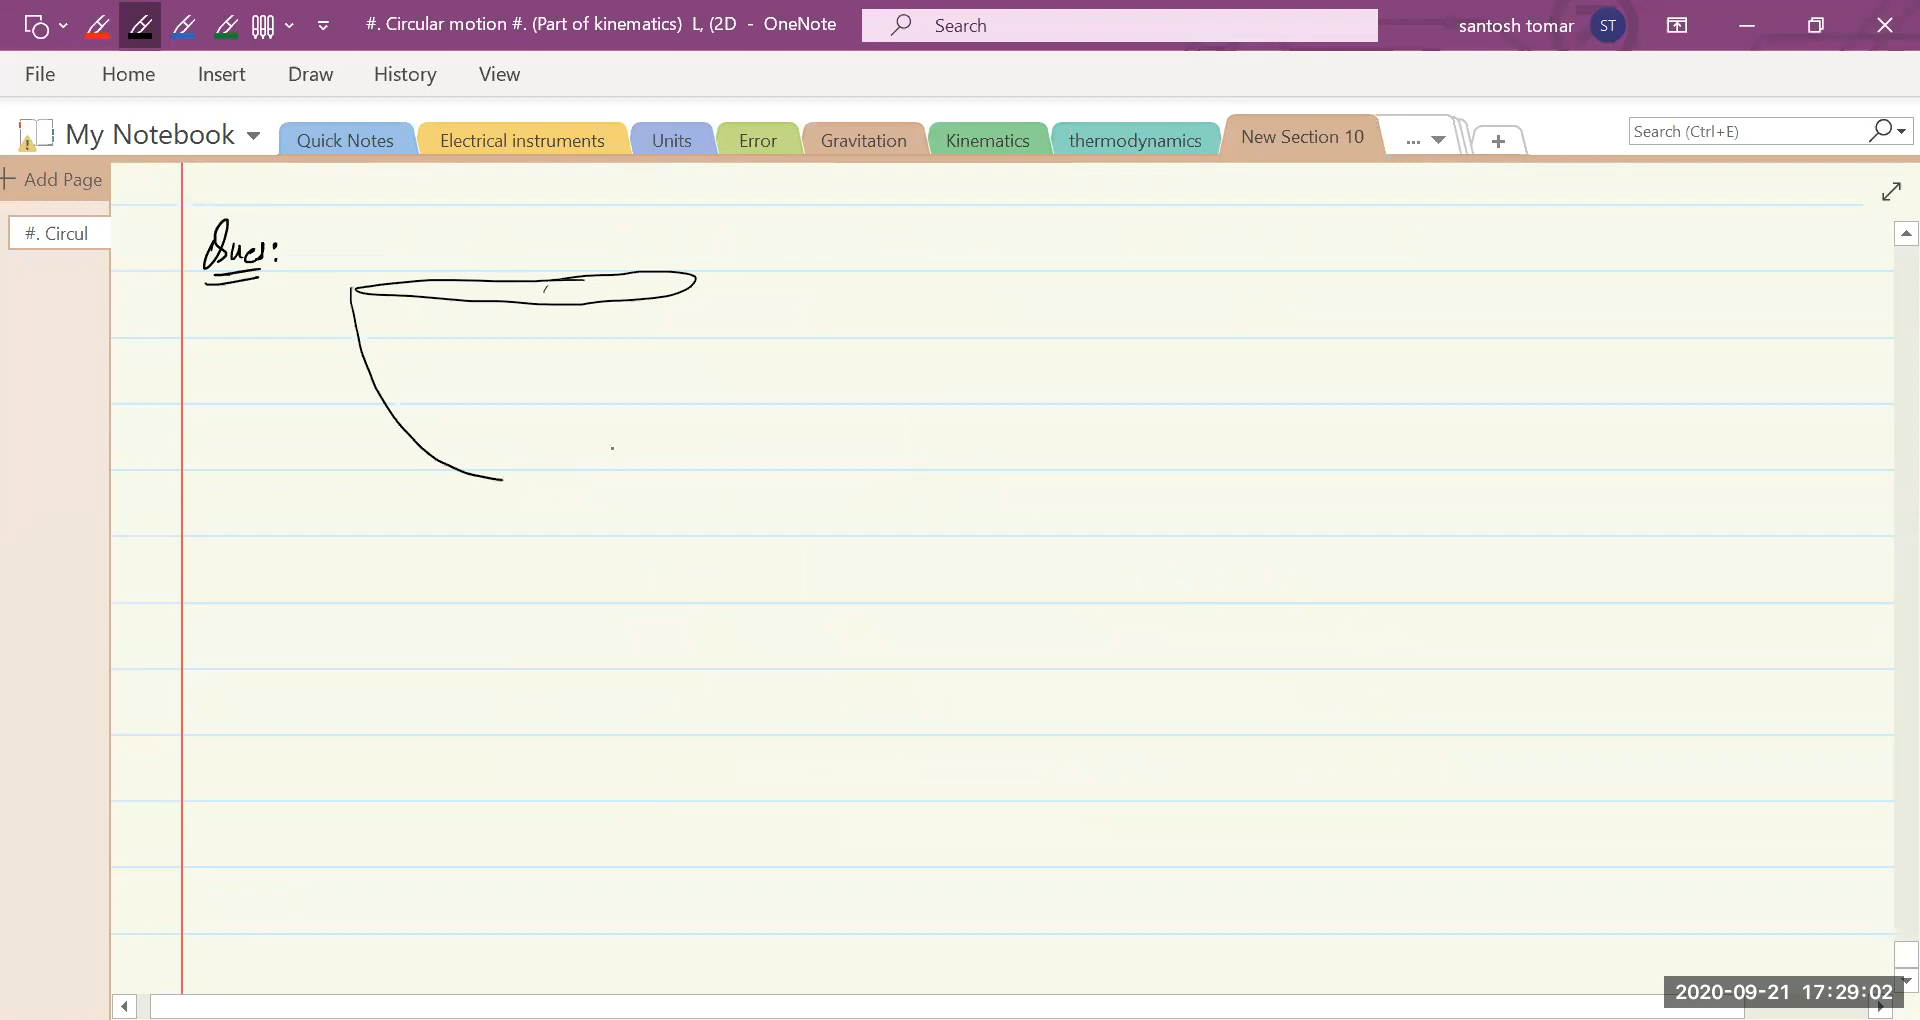 #. Circular motion #. (Part of kinematics) L, (2D - OneNote
Search
santosh tomar
ST
File Home Insert Draw History View
My Notebook
Quick Notes
Electrical instruments
Units
Error
Gravitation
Kinematics
thermodynamics
New Section 10
...
Search (Ctrl+E)
Add Page
#. Circul
Ques:
2020-09-21 17:29:02